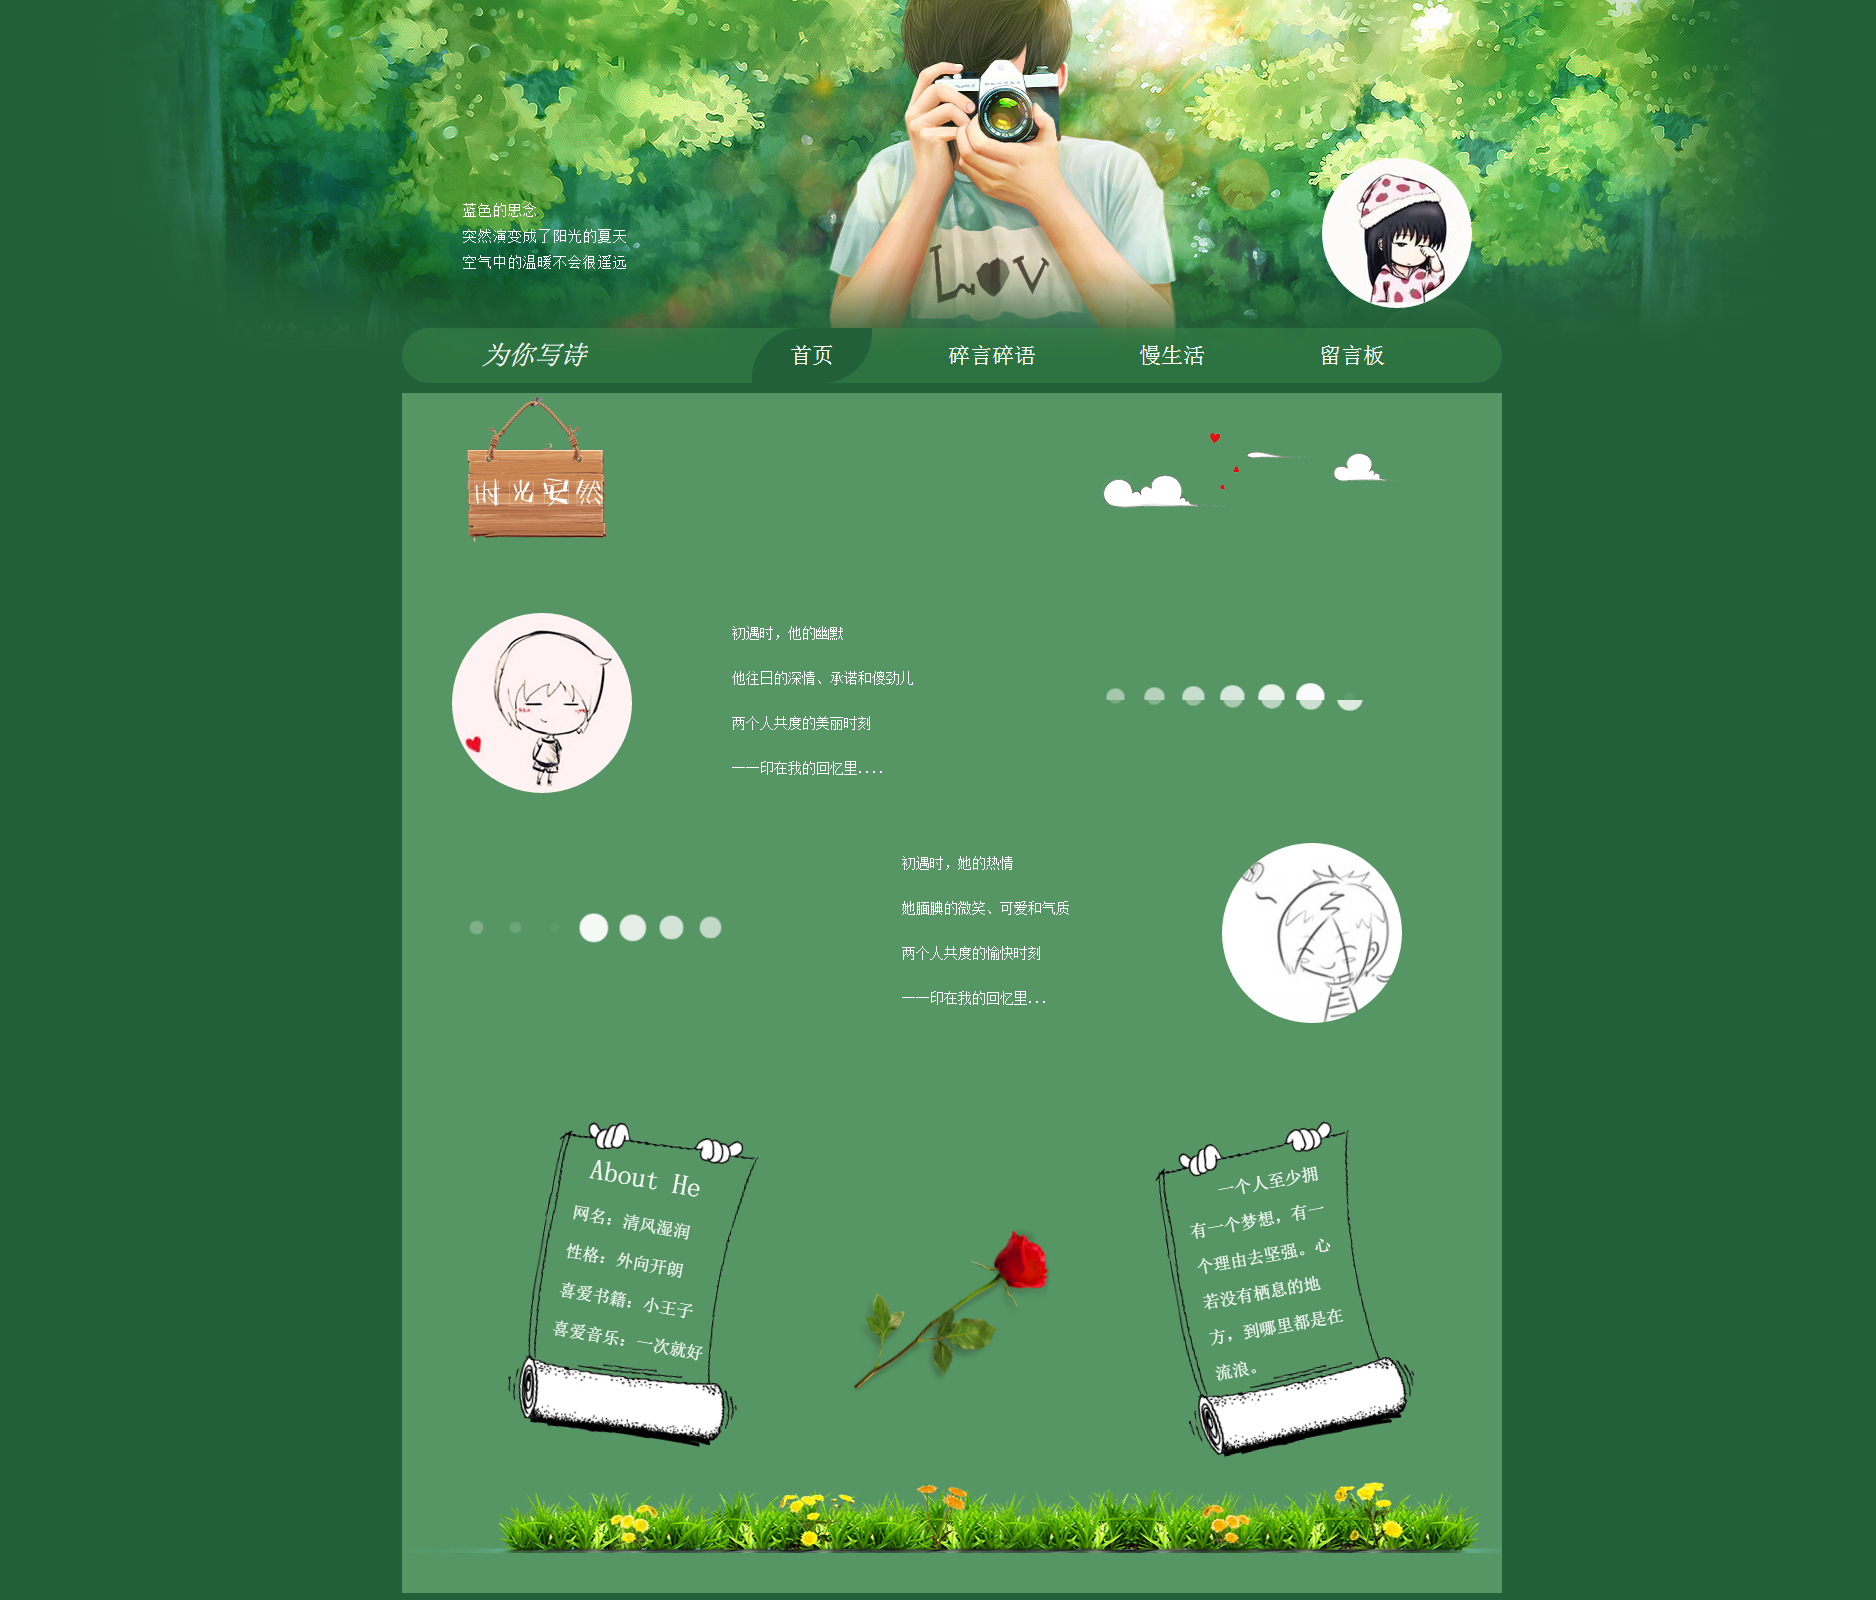 蓝色的思念
突然演变成了阳光的夏天
空气中的温暖不会很遥远
LOV
为你写诗
首页
碎言碎语
慢生活
留言板
时光安然
初遇时，他的幽默
他往日的深情、承诺和傻劲儿
两个人共度的美丽时刻
一一印在我的回忆里....
初遇时，她的热情
她腼腆的微笑、可爱和气质
两个人共度的愉快时刻
一一印在我的回忆里...
About He
网名：清风湿润
性格：外向开朗
喜爱书籍：小王子
喜爱音乐：一次就好
一个人至少拥
有一个梦想，有一
个理由去坚强。心
若没有栖息的地
方，到哪里都是在
流浪。